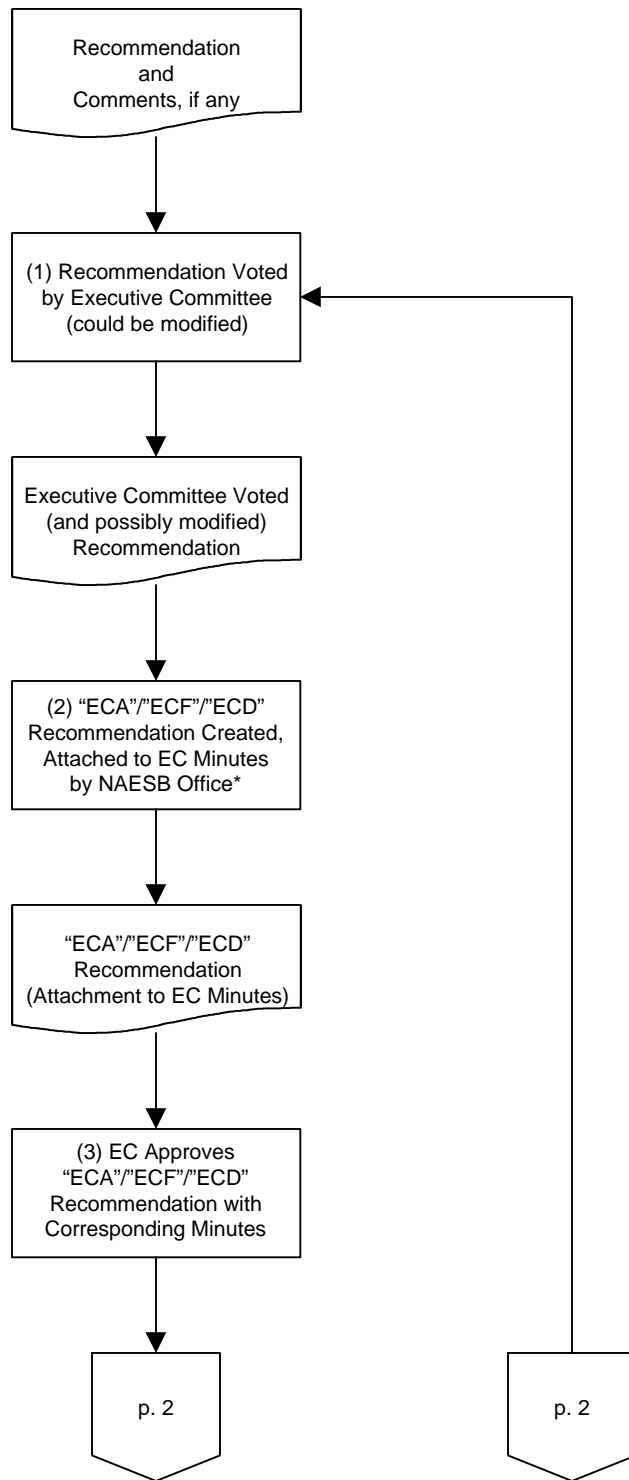 Recommendation
and
Comments, if any
(1) Recommendation Voted
by Executive Committee
(could be modified)
Executive Committee Voted
(and possibly modified)
Recommendation
(2) “ECA”/”ECF”/”ECD”
Recommendation Created,
Attached to EC Minutes
by NAESB Office*
“ECA”/”ECF”/”ECD”
Recommendation
(Attachment to EC Minutes)
(3) EC Approves
“ECA”/”ECF”/”ECD”
Recommendation with
Corresponding Minutes
p. 2
p. 2